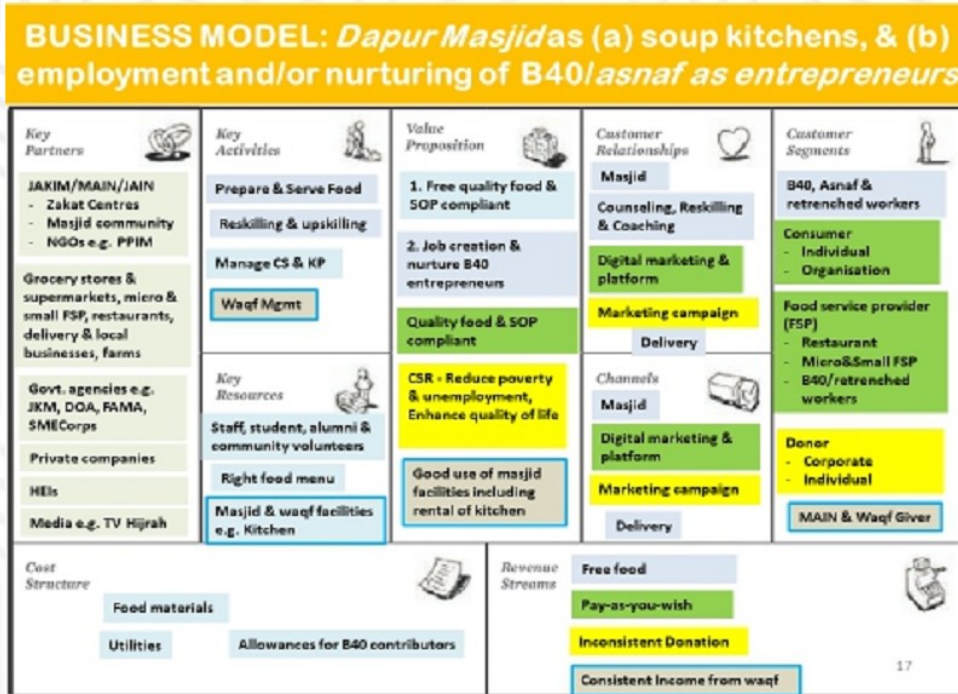 BUSINESS MODEL: Dapur Masjid as (a) soup kitchens, & (b)
employment and/or nurturing of B40/asnaf as entrepreneurs
Key
Partners
JAKIM/MAIN/JAIN
- Zakat Centres
- Masjid community
- NGOs e.g. PPIM
Grocery stores &
supermarkets, micro &
small FSP, restaurants,
delivery & local
businesses, farms
Govt. agencies e.g.
JKM, DOA, FAMA,
SMECorps
Private companies
HEIs
Media e.g. TV Hijrah
Key
Activities
Prepare & Serve Food
Reskilling & upskilling
Manage CS & KP
Waqf Mgmt
Key
Resources
Staff, student, alumni &
community volunteers
Right food menu
Masjid & waqf facilities
e.g. Kitchen
Value
Proposition
1. Free quality food &
SOP compliant
2. Job creation &
nurture B40
entrepreneurs
Quality food & SOP
compliant
CSR - Reduce poverty
& unemployment,
Enhance quality of life
Good use of masjid
facilities including
rental of kitchen
Customer
Relationships
Masjid
Counseling, Reskilling
& Coaching
Digital marketing &
platform
Marketing campaign
Delivery
Channels
Masjid
Digital marketing &
platform
Marketing campaign
Delivery
Customer
Segments
B40, Asnaf &
retrenched workers
Consumer
- Individual
- Organisation
Food service provider
(FSP)
- Restaurant
- Micro&Small FSP
- B40/retrenched
workers
Donor
- Corporate
- Individual
MAIN & Waqf Giver
Cost
Structure
Food materials
Utilities
Allowances for B40 contributors
Revenue
Streams
Free food
Pay-as-you-wish
Inconsistent Donation
Consistent Income from waqf
17